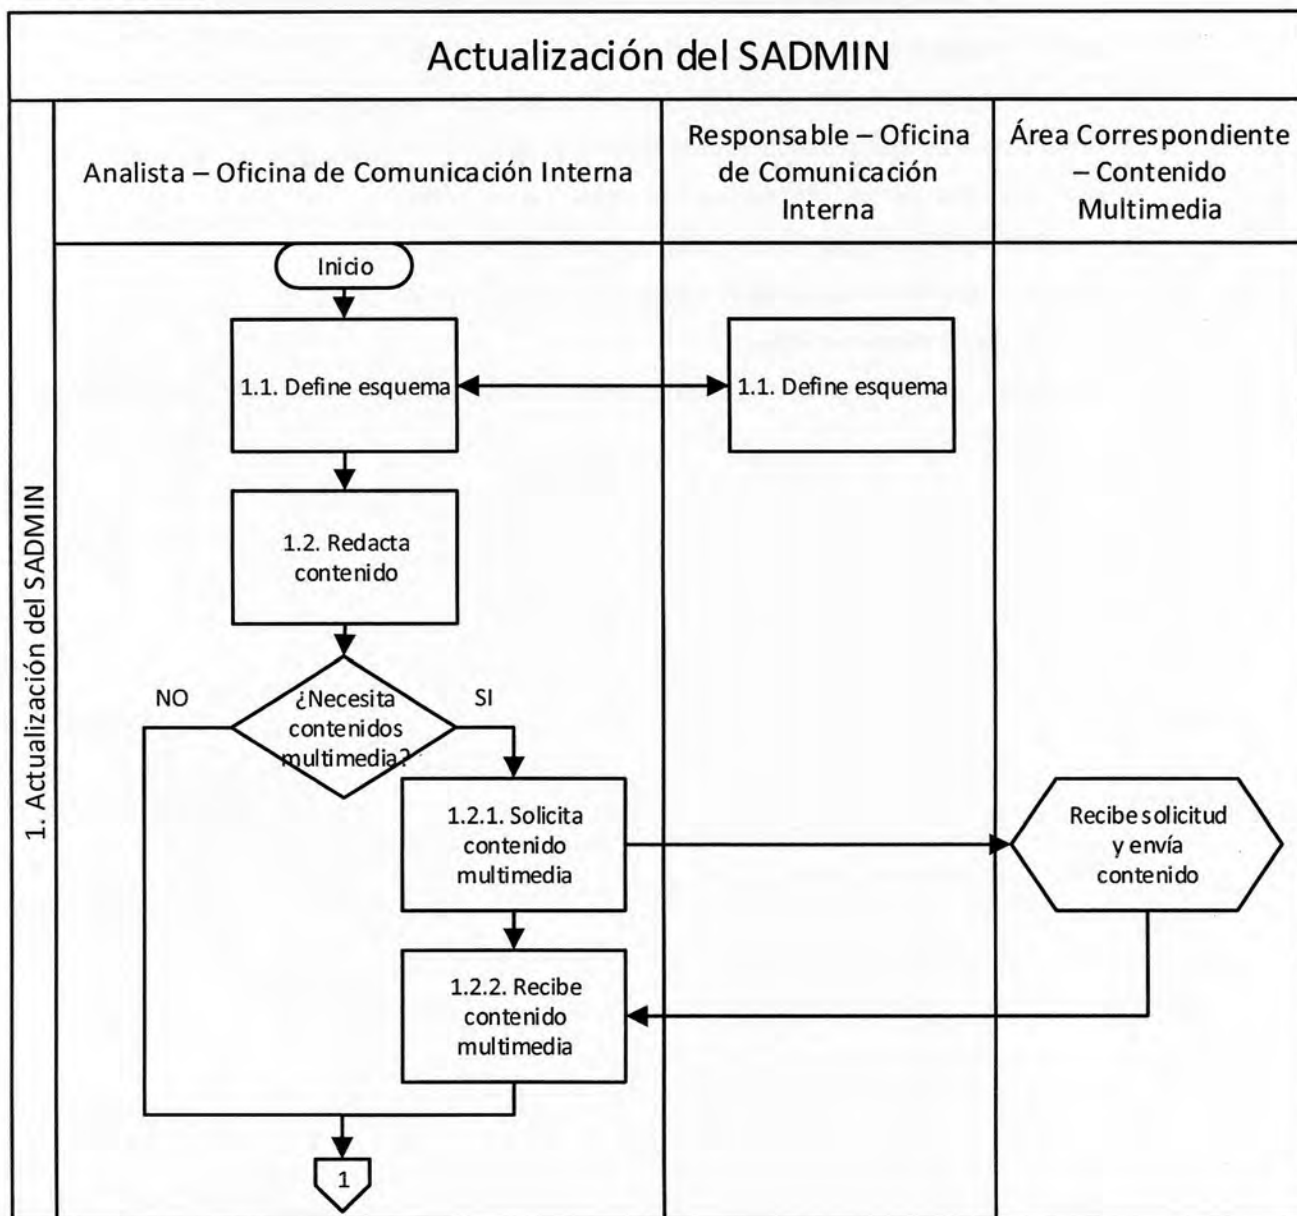 Actualización del SADMIN
Analista – Oficina de Comunicación Interna
Responsable – Oficina
de Comunicación
Interna
Área Correspondiente
– Contenido
Multimedia
1. Actualización del SADMIN
Inicio
1.1. Define esquema
1.1. Define esquema
1.2. Redacta
contenido
NO
¿Necesita
contenidos
multimedia?
SI
1.2.1. Solicita
contenido
multimedia
Recibe solicitud
y envía
contenido
1.2.2. Recibe
contenido
multimedia
1